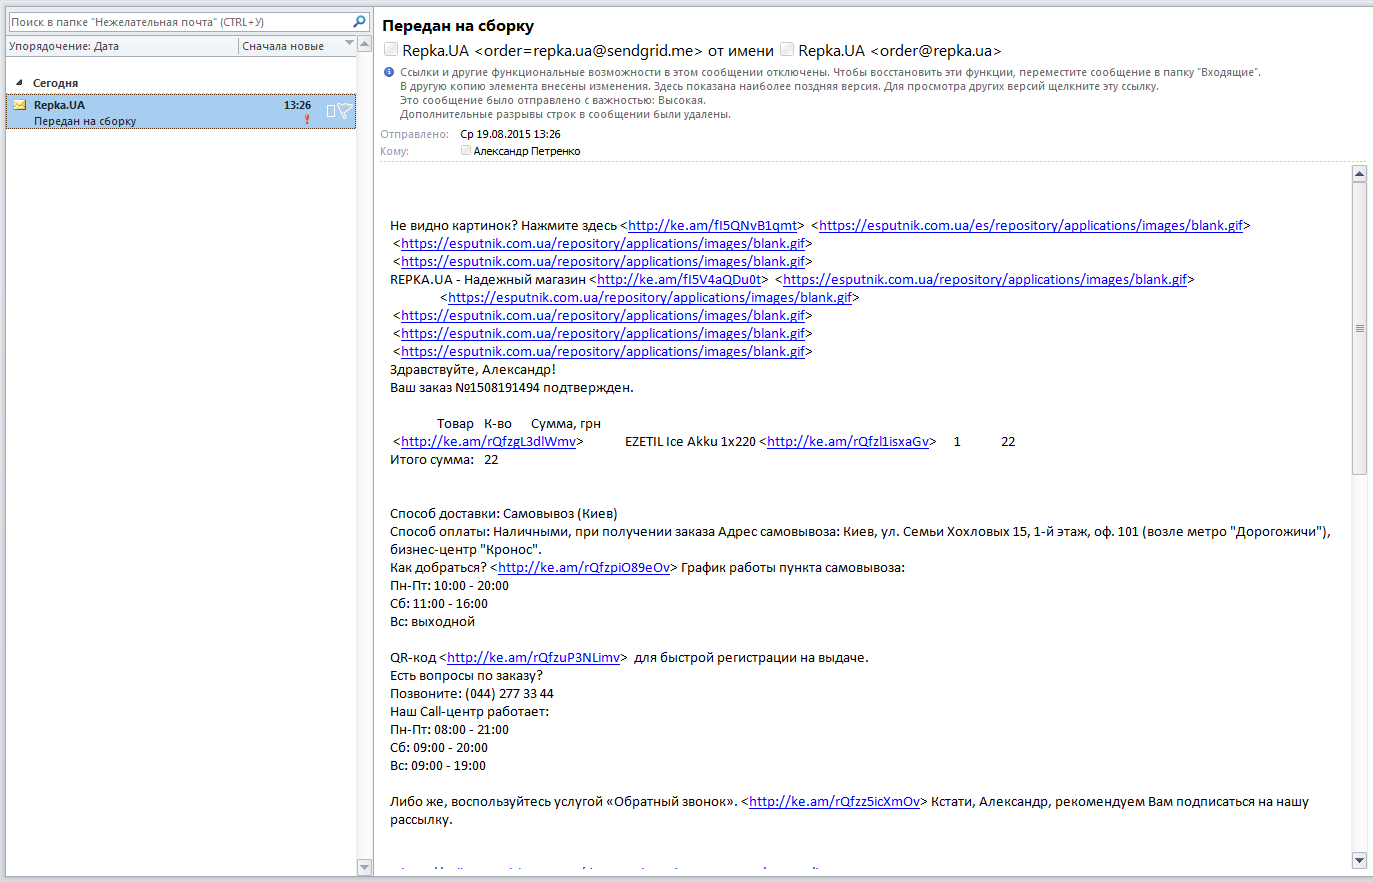 Поиск в папке "Нежелательная почта" (CTRL+У)
Упорядочение: Дата Сначала новые
Сегодня
Repka.UA 13:26
Передан на сборку
Передан на сборку
Repka.UA <order=repka.ua@sendgrid.me> от имени Repka.UA <order@repka.ua>
Ссылки и другие функциональные возможности в этом сообщении отключены. Чтобы восстановить эти функции, переместите сообщение в папку "Входящие".
В другую копию элемента внесены изменения. Здесь показана наиболее поздняя версия. Для просмотра других версий щелкните эту ссылку.
Это сообщение было отправлено с важностью: Высокая.
Дополнительные разрывы строк в сообщении были удалены.
Отправлено: Ср 19.08.2015 13:26
Кому: Александр Петренко
Не видно картинок? Нажмите здесь <http://ke.am/fI5QNvB1qmt> <https://esputnik.com.ua/es/repository/applications/images/blank.gif>
<https://esputnik.com.ua/repository/applications/images/blank.gif>
<https://esputnik.com.ua/repository/applications/images/blank.gif>
REPKA.UA - Надежный магазин <http://ke.am/fI5V4aQDu0t> <https://esputnik.com.ua/repository/applications/images/blank.gif>
<https://esputnik.com.ua/repository/applications/images/blank.gif>
<https://esputnik.com.ua/repository/applications/images/blank.gif>
<https://esputnik.com.ua/repository/applications/images/blank.gif>
<https://esputnik.com.ua/repository/applications/images/blank.gif>
Здравствуйте, Александр!
Ваш заказ №1508191494 подтвержден.
Товар К-во Сумма, грн
<http://ke.am/rQfzgL3dlWmv> EZETIL Ice Akku 1x220 <http://ke.am/rQfzl1isxaGv> 1 22
Итого сумма: 22
Способ доставки: Самовывоз (Киев)
Способ оплаты: Наличными, при получении заказа Адрес самовывоза: Киев, ул. Семьи Хохловых 15, 1-й этаж, оф. 101 (возле метро "Дорогожичи"),
бизнес-центр "Кронос".
Как добраться? <http://ke.am/rQfzpiO89eOv> График работы пункта самовывоза:
Пн-Пт: 10:00 - 20:00
Сб: 11:00 - 16:00
Вс: выходной
QR-код <http://ke.am/rQfzuP3NLimv> для быстрой регистрации на выдаче.
Есть вопросы по заказу?
Позвоните: (044) 277 33 44
Наш Call-центр работает:
Пн-Пт: 08:00 - 21:00
Сб: 09:00 - 20:00
Вс: 09:00 - 19:00
Либо же, воспользуйтесь услугой «Обратный звонок». <http://ke.am/rQfzz5icXmOv> Кстати, Александр, рекомендуем Вам подписаться на нашу
рассылку.